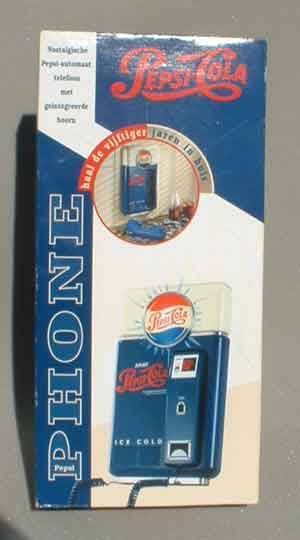 Nostalgische
Pepsi-automaat
telefoon
met
geïntegreerde
hoorn
PEPSI-COLA
haal de vijftiger jaren in huis
PHONE
Pepsi
PEPSI-COLA
PEPSI-COLA
ICE COLD